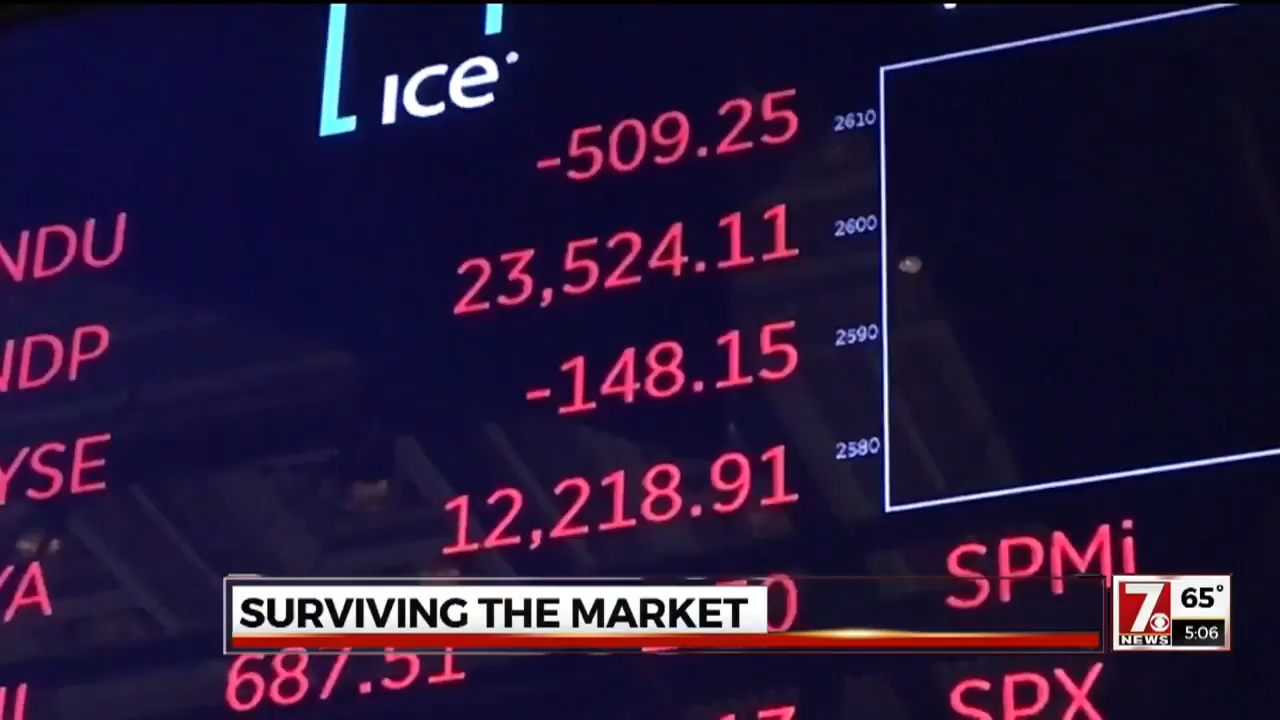 ICE
-509.25
2610
NDU
23,524.11
2600
NDP
-148.15
2590
YSE
12,218.91
2580
SPMi
SURVIVING THE MARKET
7
NEWS
65°
5:06
687.51
SPX